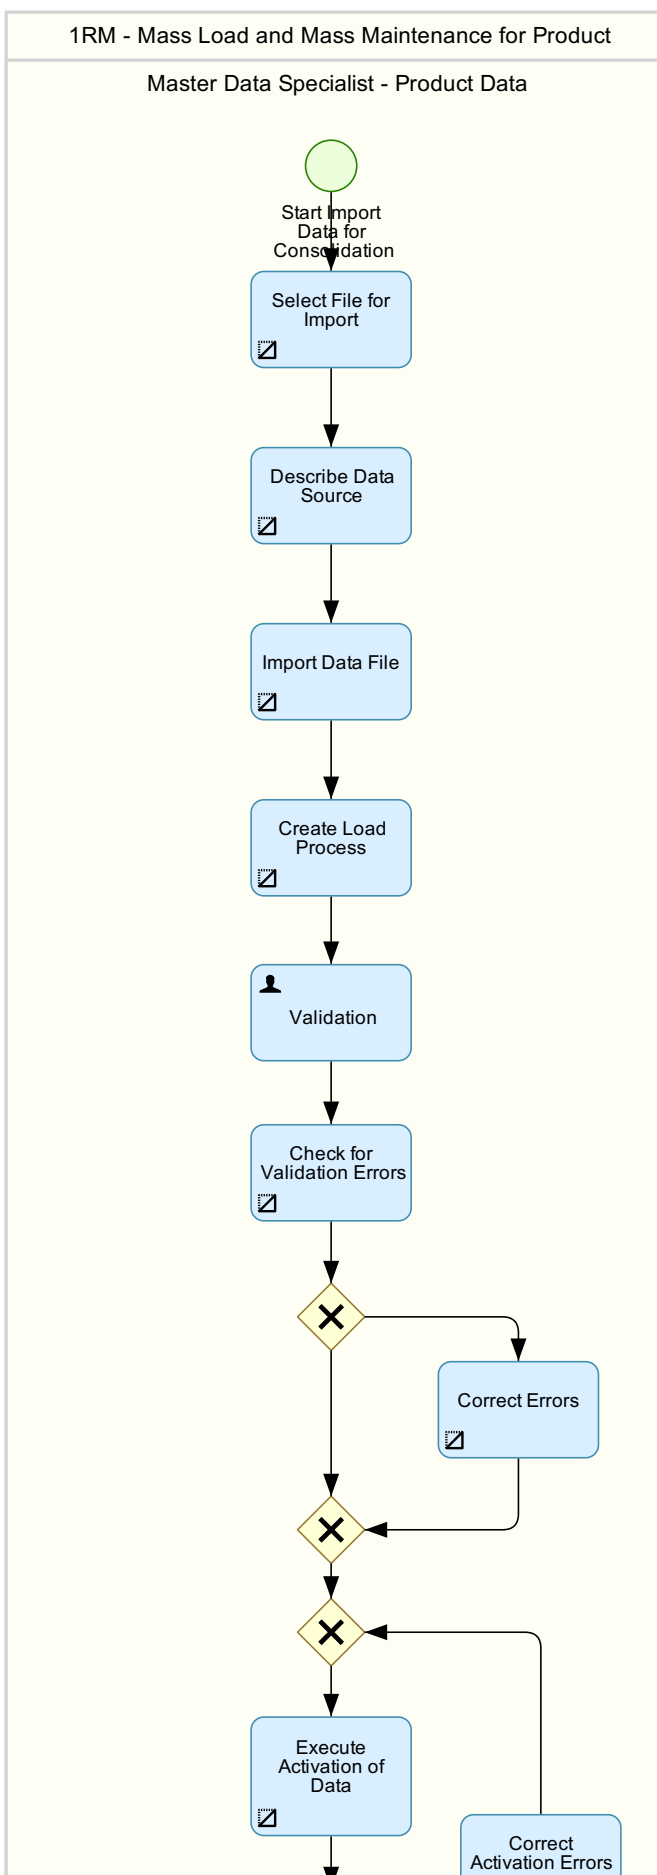 1RM - Mass Load and Mass Maintenance for Product
Master Data Specialist - Product Data
Start Import
Data for
Consolidation
Select File for
Import
Describe Data
Source
Import Data File
Create Load
Process
Validation
Check for
Validation Errors
Correct Errors
Execute
Activation of
Data
Correct
Activation Errors